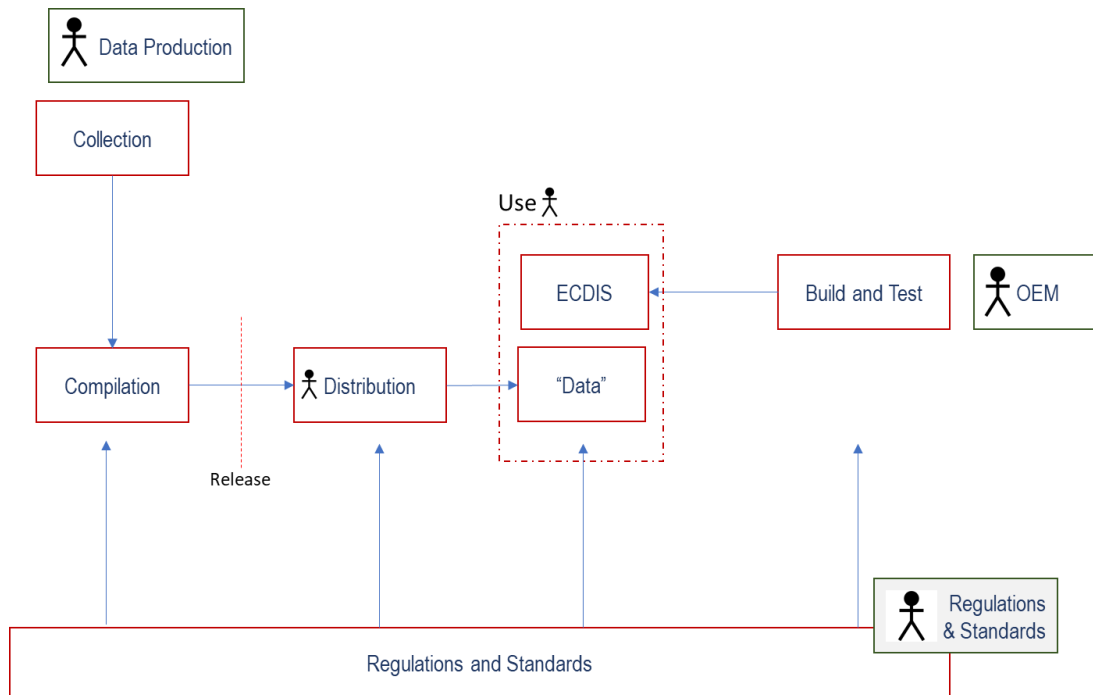 Data Production
Collection
Use
ECDIS
Build and Test
OEM
Compilation
Distribution
“Data”
Release
Regulations
& Standards
Regulations and Standards